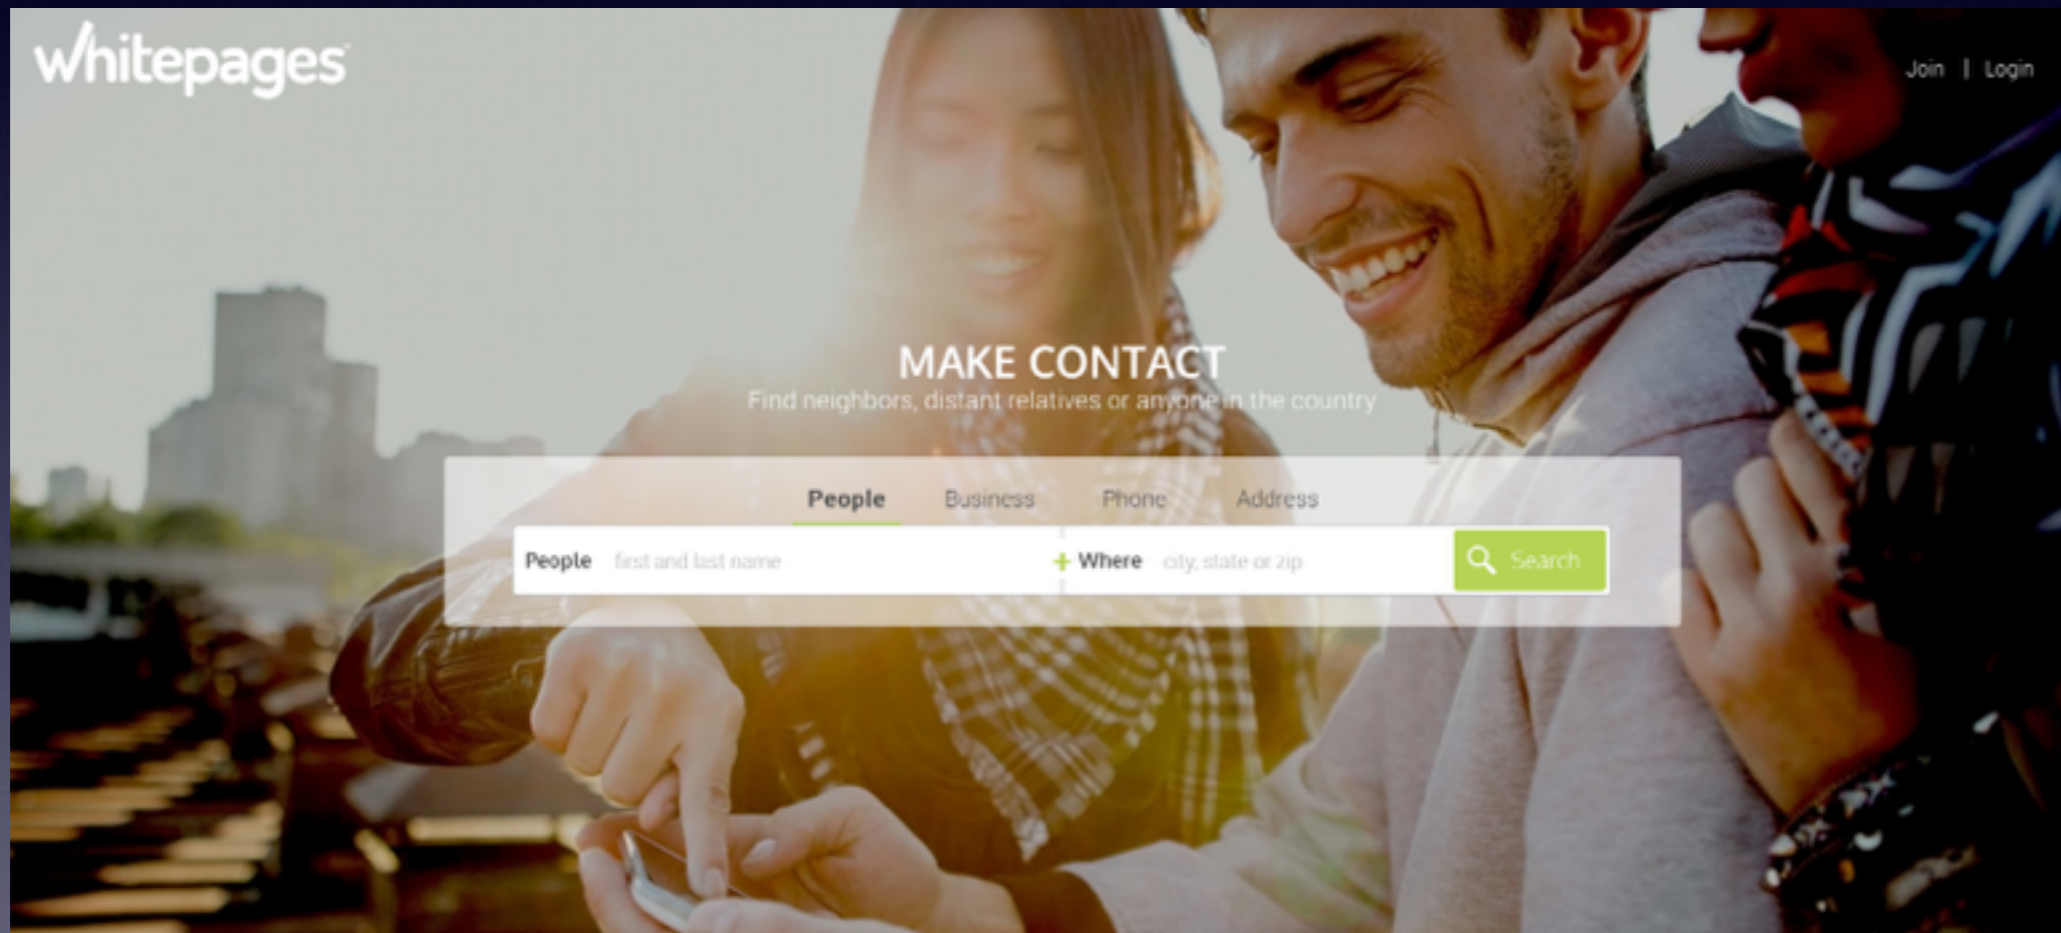 whitepages
Join | Login
MAKE CONTACT
Find neighbors, distant relatives or anyone in the country
People Business Phone Address
People first and last name + Where city, state or zip Search